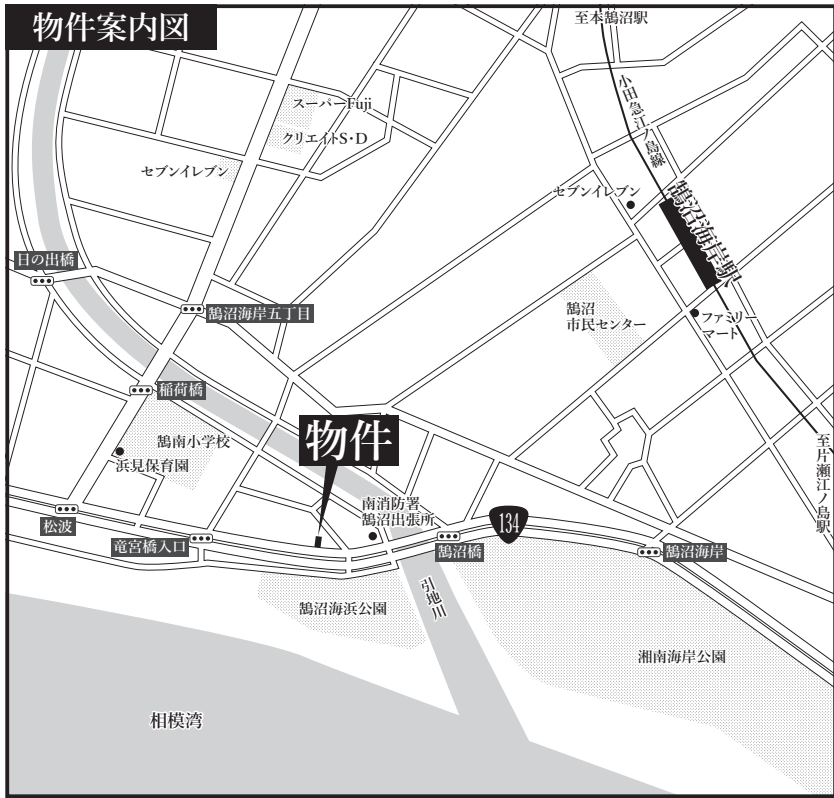 物件案内図
至本鵠沼駅
小田急江ノ島線
スーパーFuji
クリエイトS・D
セブンイレブン
セブンイレブン
鵠沼海岸駅
日の出橋
鵠沼海岸五丁目
鵠沼
市民センター
ファミリー
マート
稲荷橋
物件
鵠南小学校
浜見保育園
至片瀬江ノ島駅
南消防署
鵠沼出張所
134
松波
竜宮橋入口
鵠沼橋
鵠沼海岸
引地川
鵠沼海浜公園
湘南海岸公園
相模湾